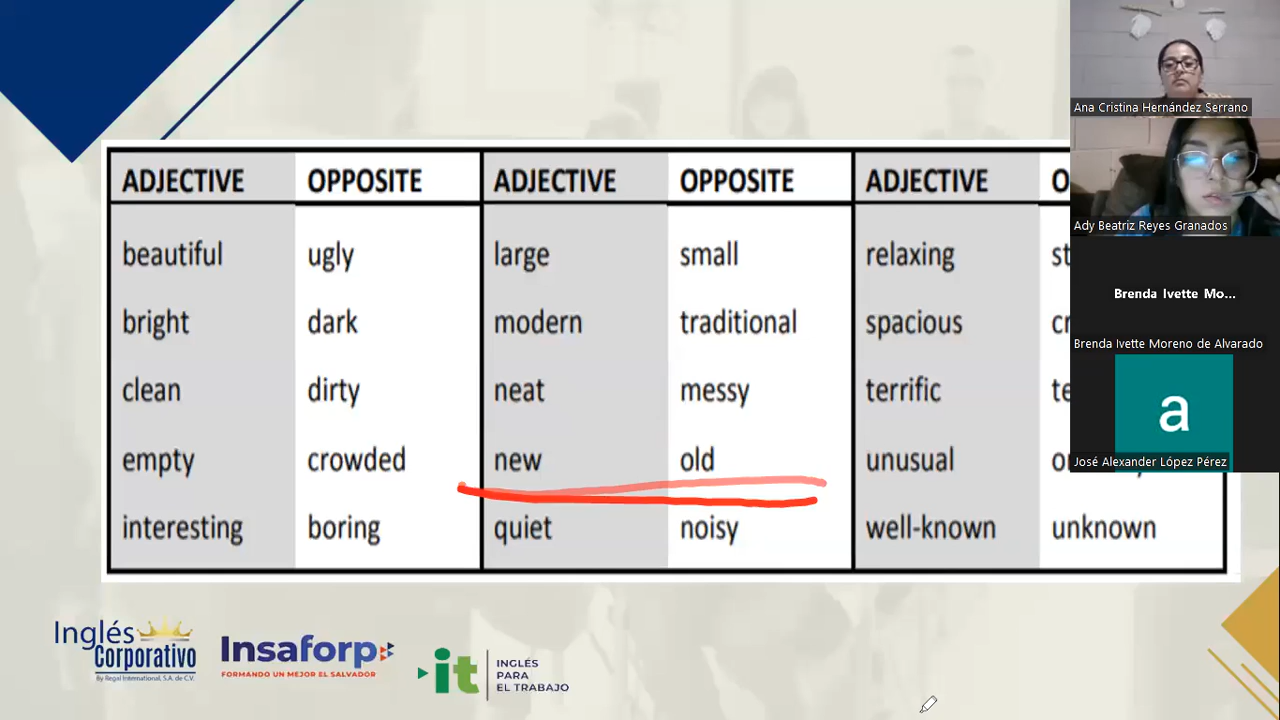 ADJECTIVE OPPOSITE ADJECTIVE OPPOSITE ADJECTIVE
beautiful ugly large small relaxing
bright dark modern traditional spacious
clean dirty neat messy terrific
empty crowded new old unusual
interesting boring quiet noisy well-known unknown
Ana Cristina Hernández Serrano
Ady Beatriz Reyes Granados
Brenda Ivette Mo...
Brenda Ivette Moreno de Alvarado
a
José Alexander López Pérez
Inglés
Corporativo
By Regal International, S.A. de C.V.
Insaforp
FORMANDO UN MEJOR EL SALVADOR
it
INGLÉS
PARA
EL TRABAJO